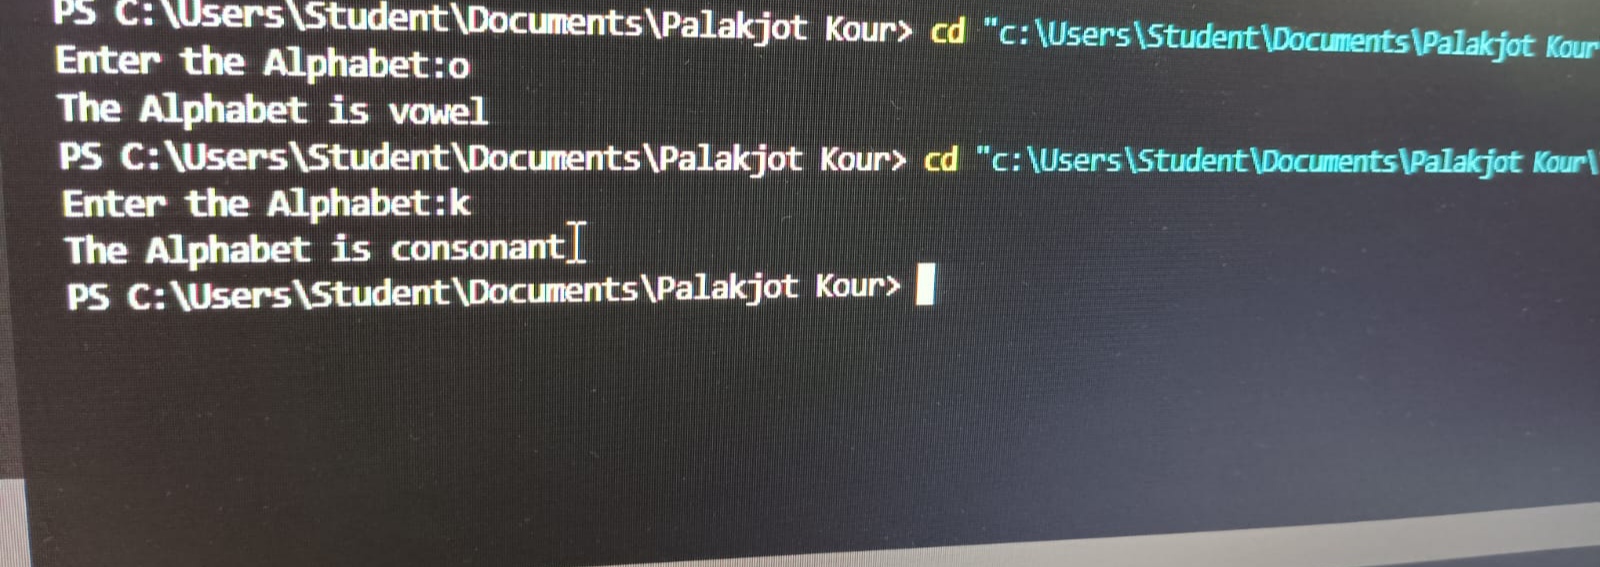 PS C:\Users\Student\Documents\Palakjot Kour> cd "c:\Users\Student\Documents\Palakjot Kour
Enter the Alphabet:o
The Alphabet is vowel
PS C:\Users\Student\Documents\Palakjot Kour> cd "c:\Users\Student\Documents\Palakjot Kour\
Enter the Alphabet:k
The Alphabet is consonant
PS C:\Users\Student\Documents\Palakjot Kour>